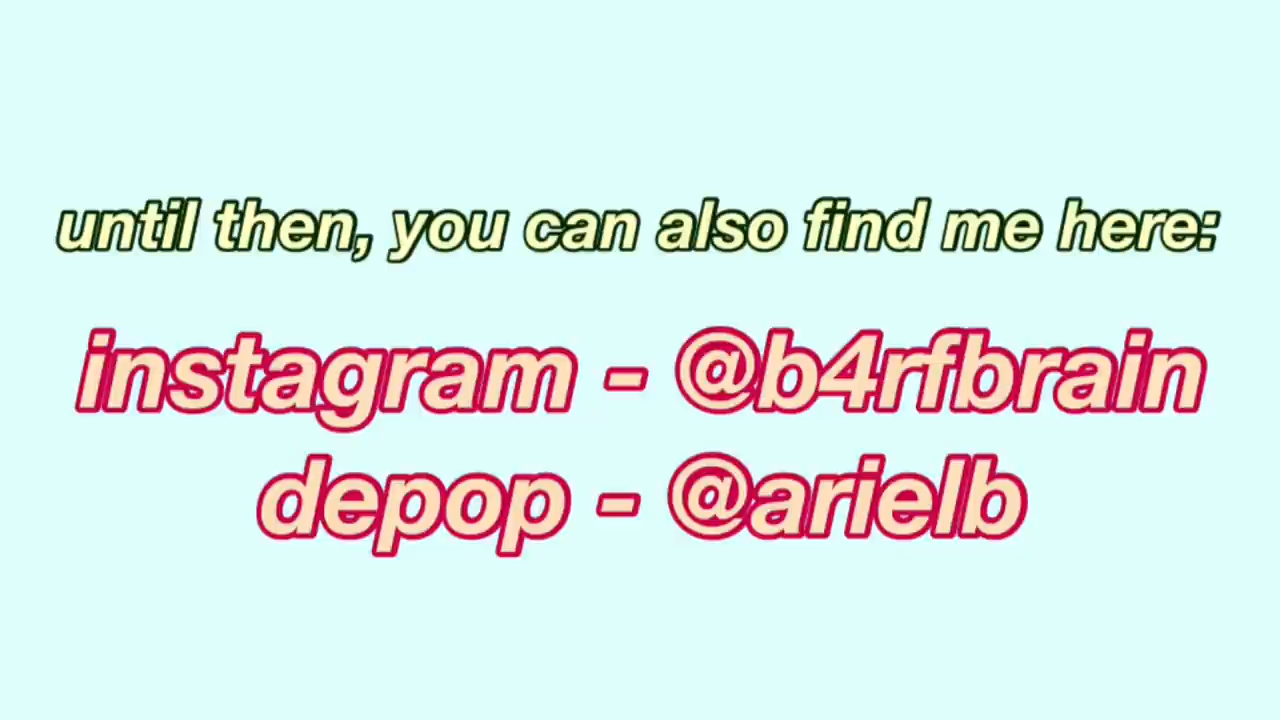 until then, you can also find me here:
instagram - @b4rfbrain
depop - @arielb